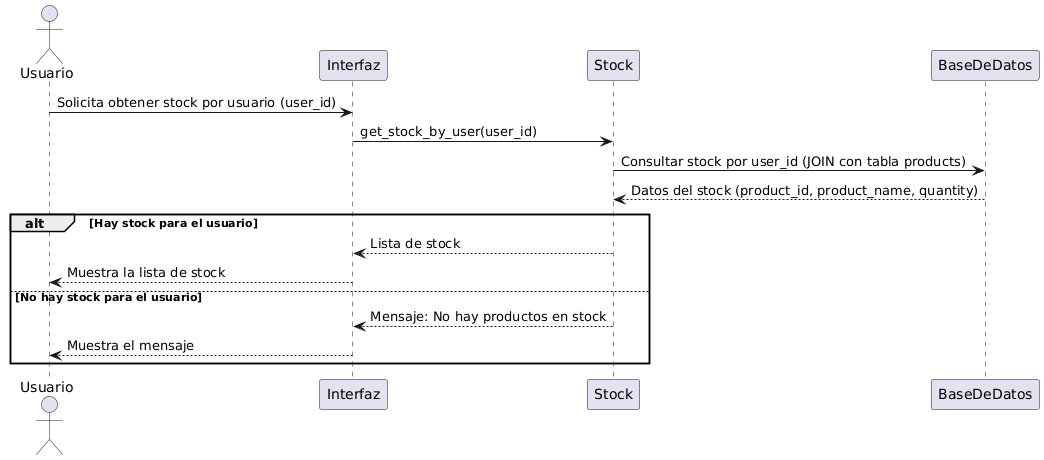 Usuario
Interfaz
Stock
BaseDeDatos
Solicita obtener stock por usuario (user_id)
get_stock_by_user(user_id)
Consultar stock por user_id (JOIN con tabla products)
Datos del stock (product_id, product_name, quantity)
alt [Hay stock para el usuario]
Lista de stock
Muestra la lista de stock
[No hay stock para el usuario]
Mensaje: No hay productos en stock
Muestra el mensaje
Usuario
Interfaz
Stock
BaseDeDatos